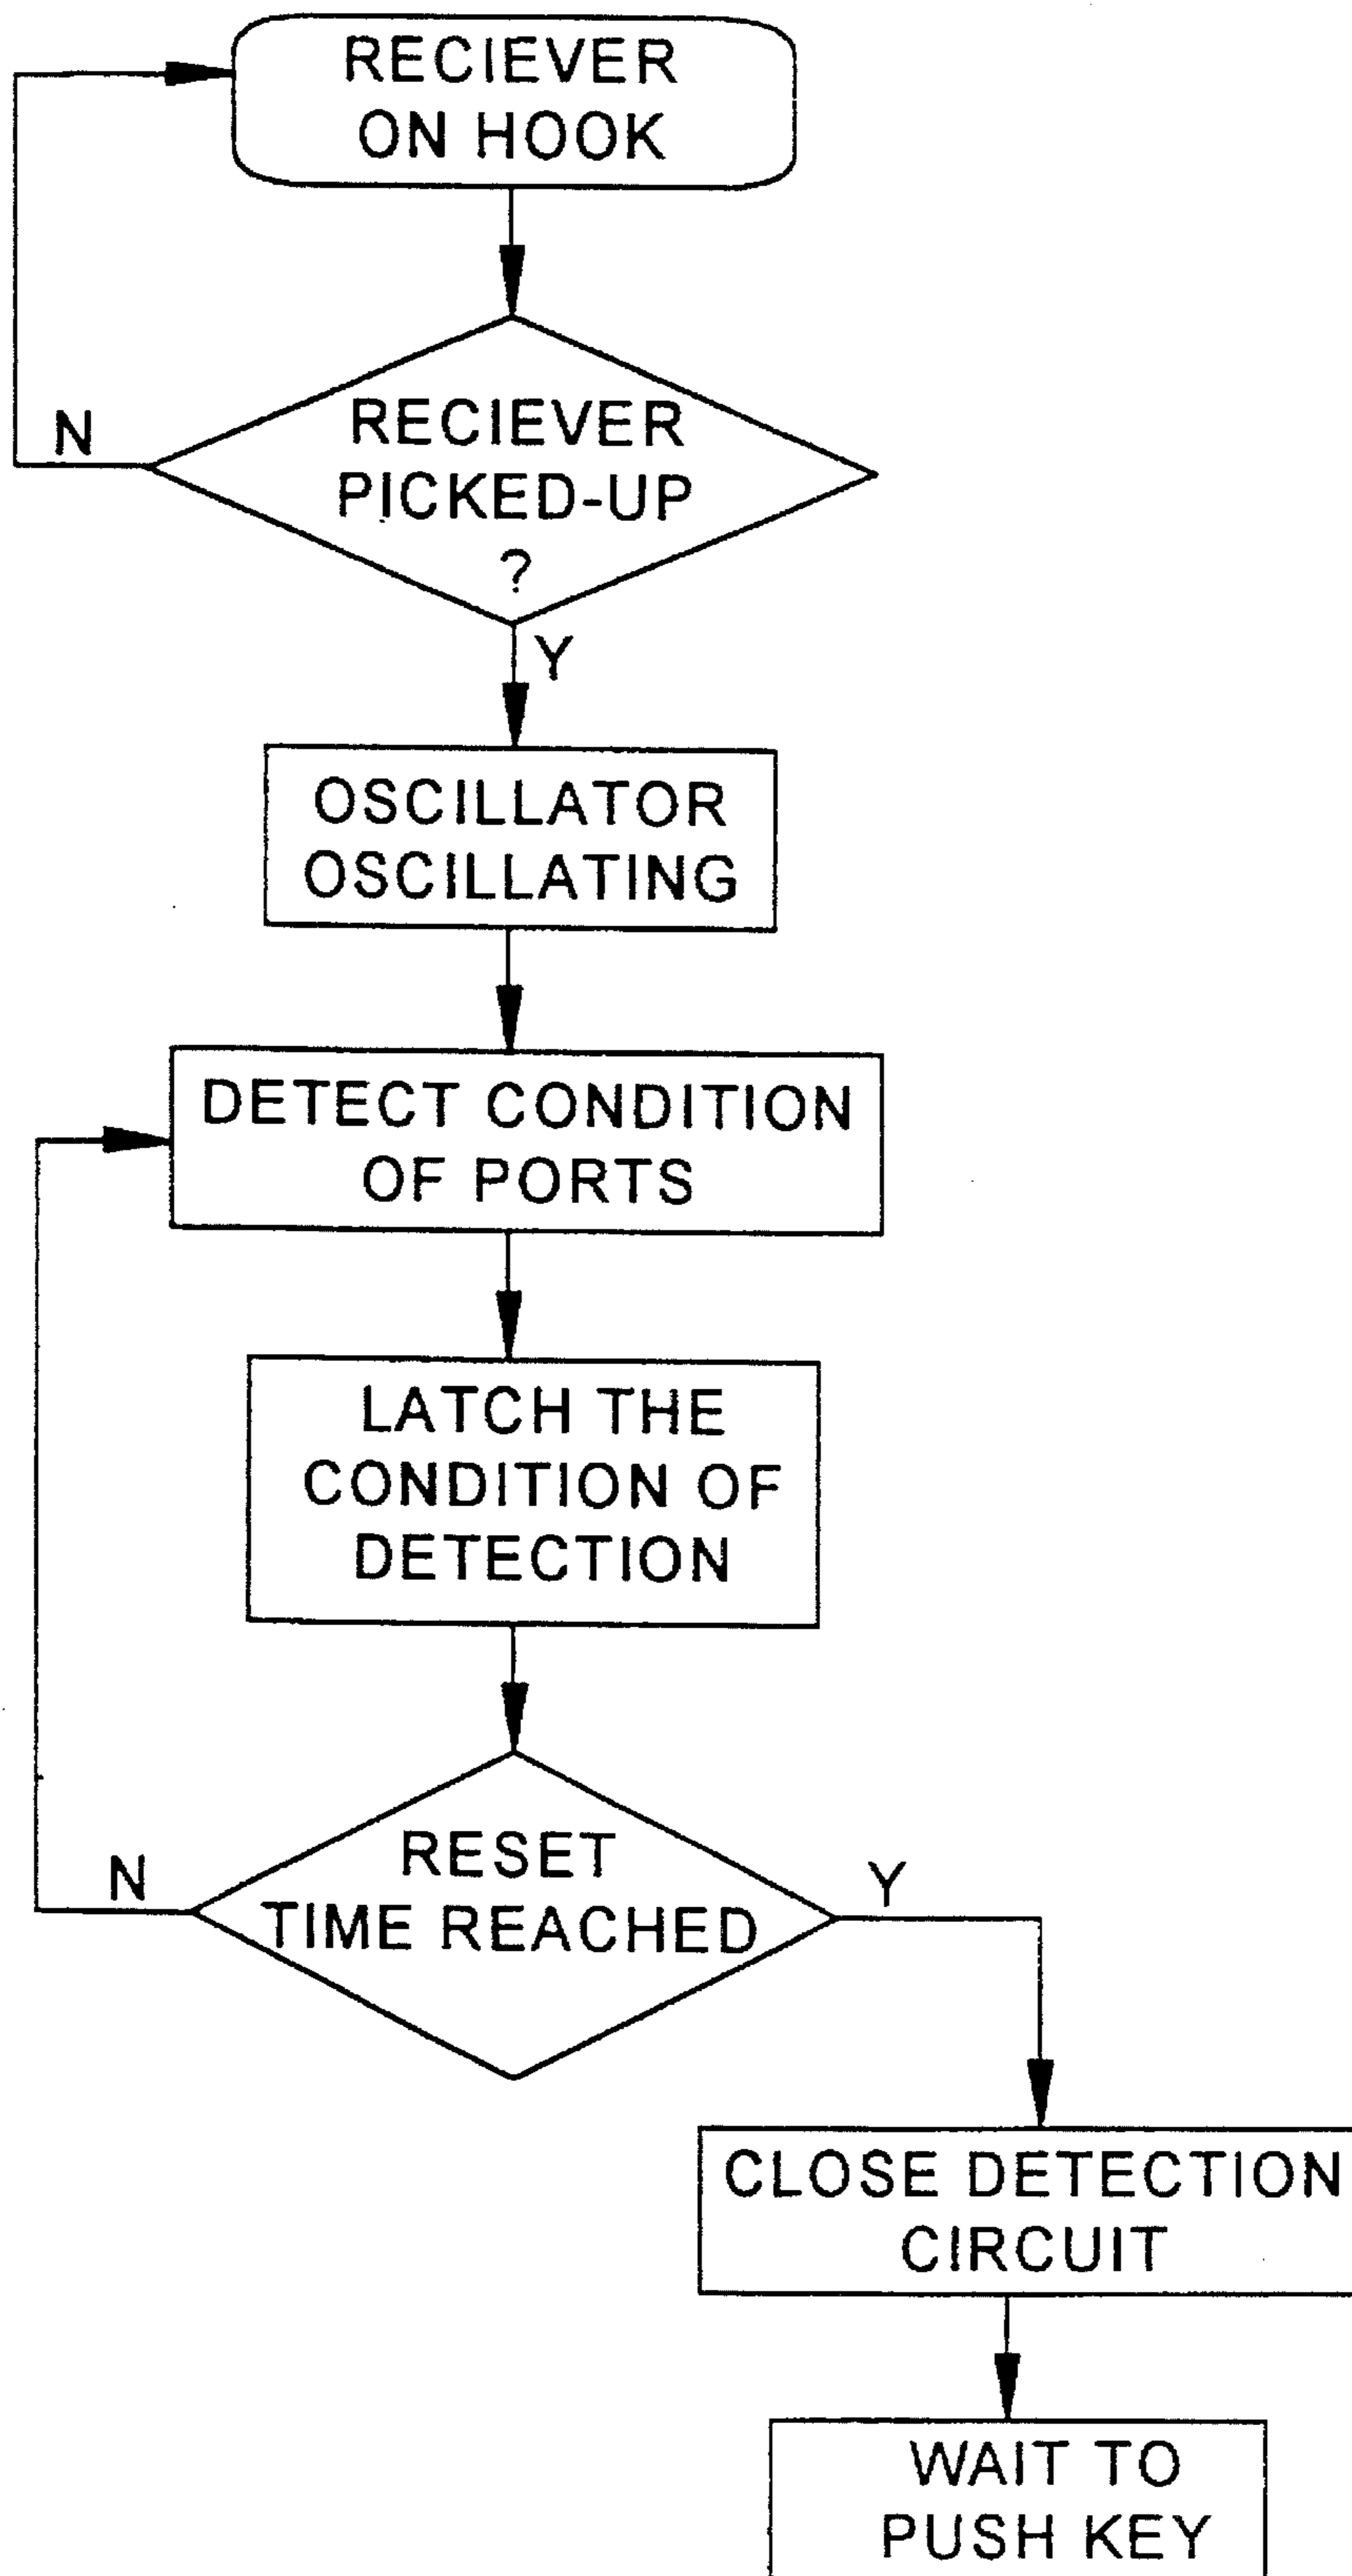 RECIEVER
ON HOOK
N
RECIEVER
PICKED-UP
?
Y
OSCILLATOR
OSCILLATING
DETECT CONDITION
OF PORTS
LATCH THE
CONDITION OF
DETECTION
N
RESET
TIME REACHED
Y
CLOSE DETECTION
CIRCUIT
WAIT TO
PUSH KEY